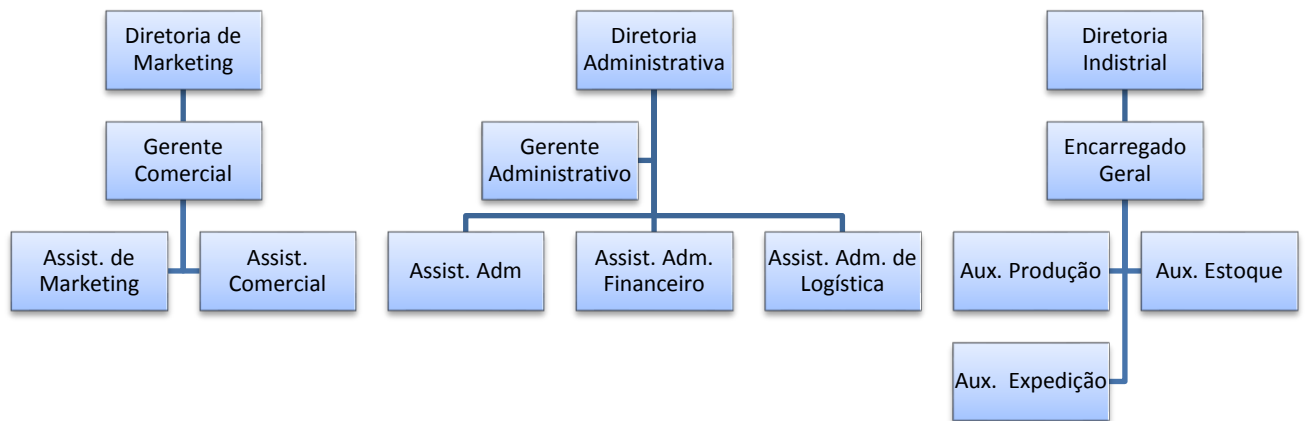 Diretoria de
Marketing
Diretoria
Administrativa
Diretoria
Indistrial
Gerente
Comercial
Gerente
Administrativo
Encarregado
Geral
Assist. de
Marketing
Assist.
Comercial
Assist. Adm
Assist. Adm.
Financeiro
Assist. Adm. de
Logística
Aux. Produção
Aux. Estoque
Aux. Expedição